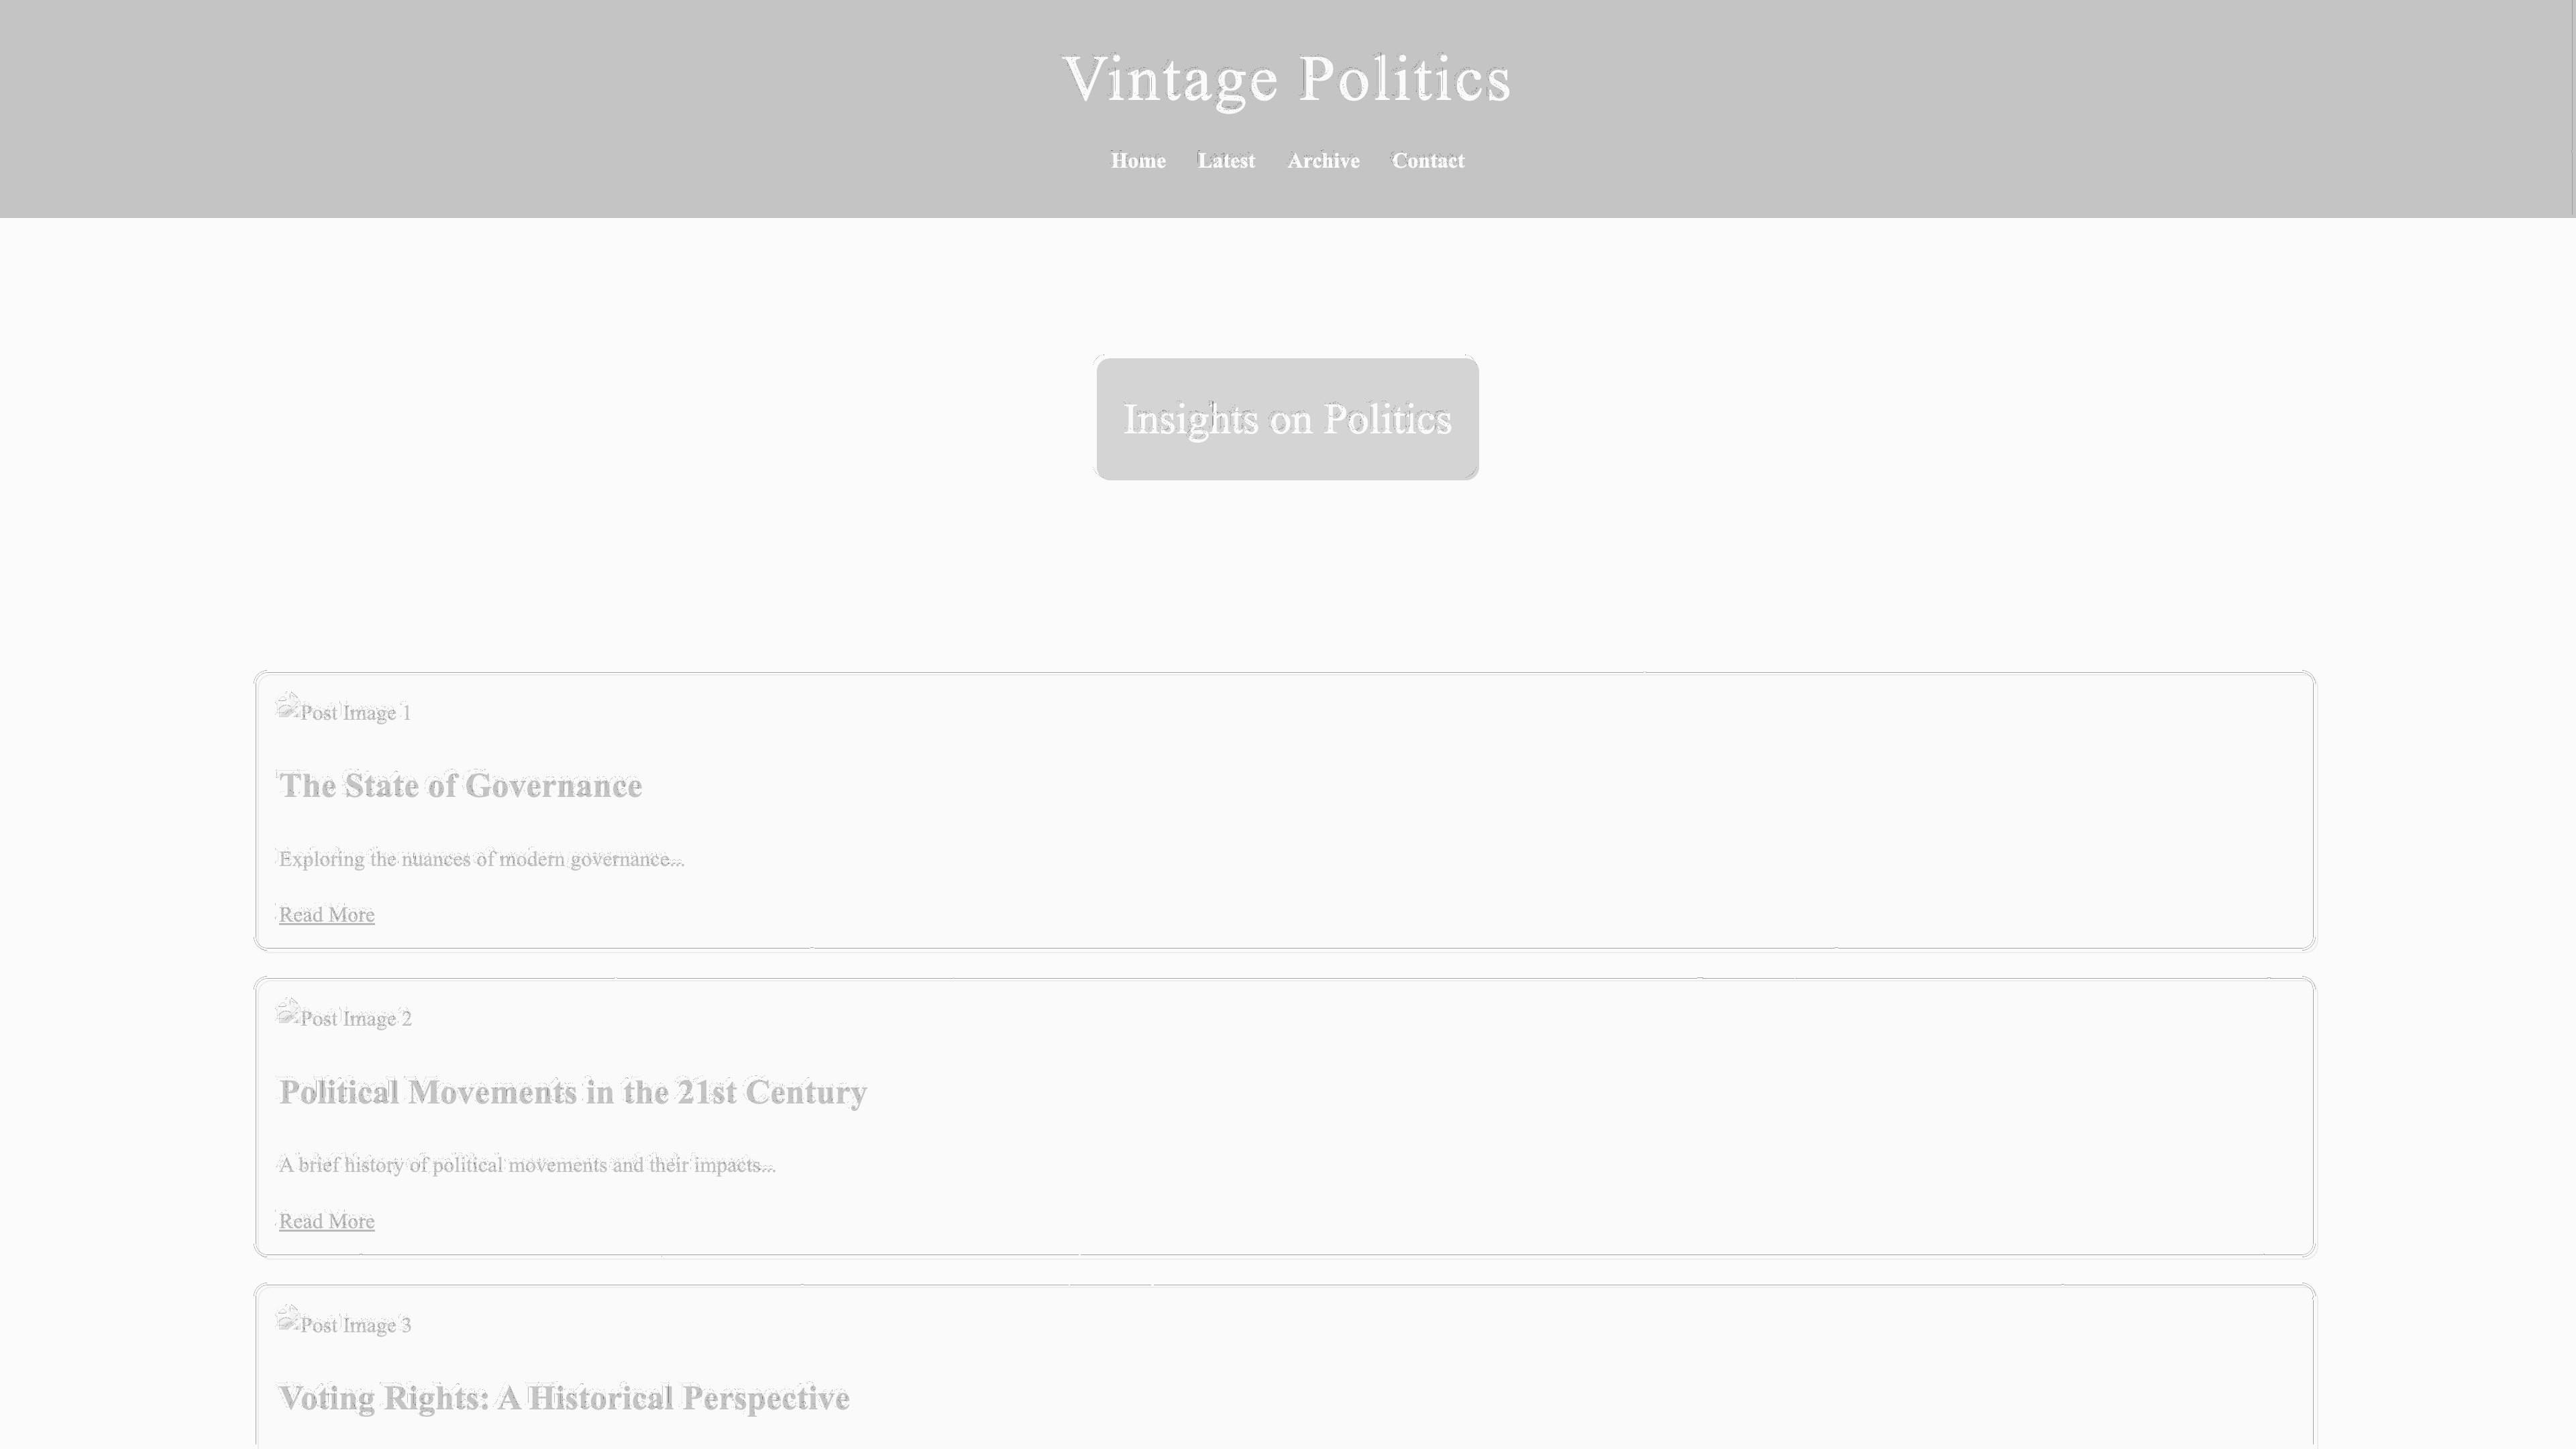 Vintage Politics
Home Latest Archive Contact
Insights on Politics
Post Image 1
The State of Governance
Exploring the nuances of modern governance...
Read More
Post Image 2
Political Movements in the 21st Century
A brief history of political movements and their impacts...
Read More
Post Image 3
Voting Rights: A Historical Perspective